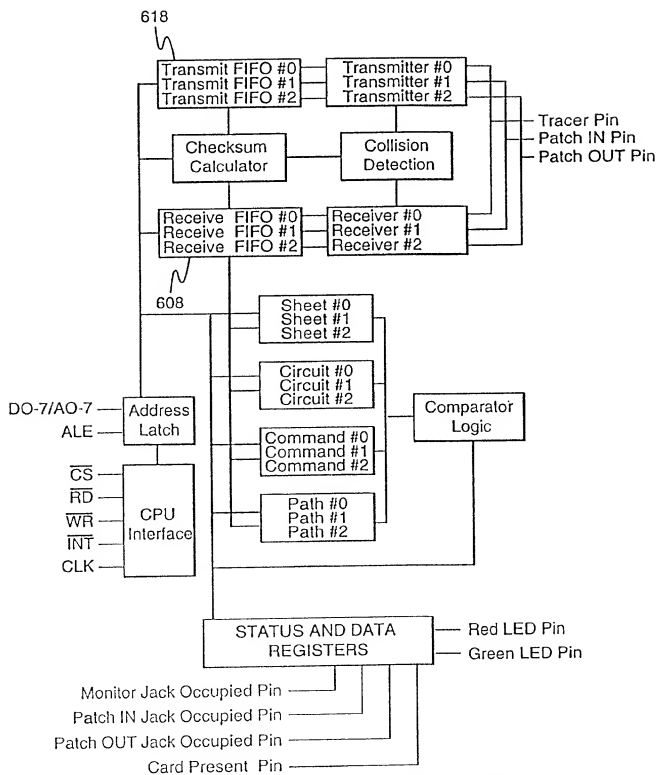 618
Transmit FIFO #0
Transmit FIFO #1
Transmit FIFO #2
Transmitter #0
Transmitter #1
Transmitter #2
Tracer Pin
Patch IN Pin
Patch OUT Pin
Checksum
Calculator
Collision
Detection
Receive FIFO #0
Receive FIFO #1
Receive FIFO #2
Receiver #0
Receiver #1
Receiver #2
608
Sheet #0
Sheet #1
Sheet #2
Circuit #0
Circuit #1
Circuit #2
Command #0
Command #1
Command #2
Path #0
Path #1
Path #2
Comparator
Logic
DO-7/AO-7
ALE
Address
Latch
C̅S̅
R̅D̅
W̅R̅
I̅N̅T̅
CLK
CPU
Interface
STATUS AND DATA
REGISTERS
Red LED Pin
Green LED Pin
Monitor Jack Occupied Pin
Patch IN Jack Occupied Pin
Patch OUT Jack Occupied Pin
Card Present Pin